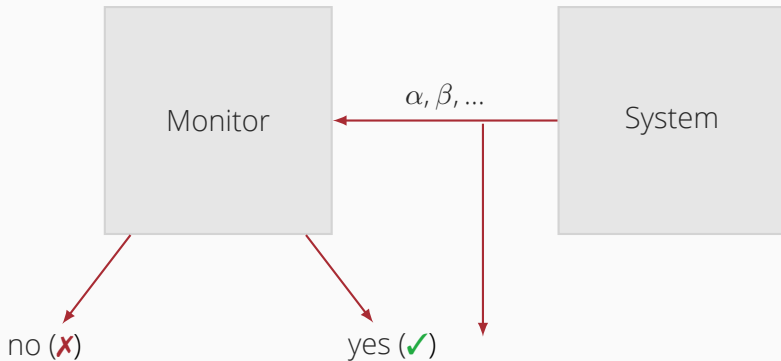 α, β, ...
Monitor
System
no (✗)
yes (✓)